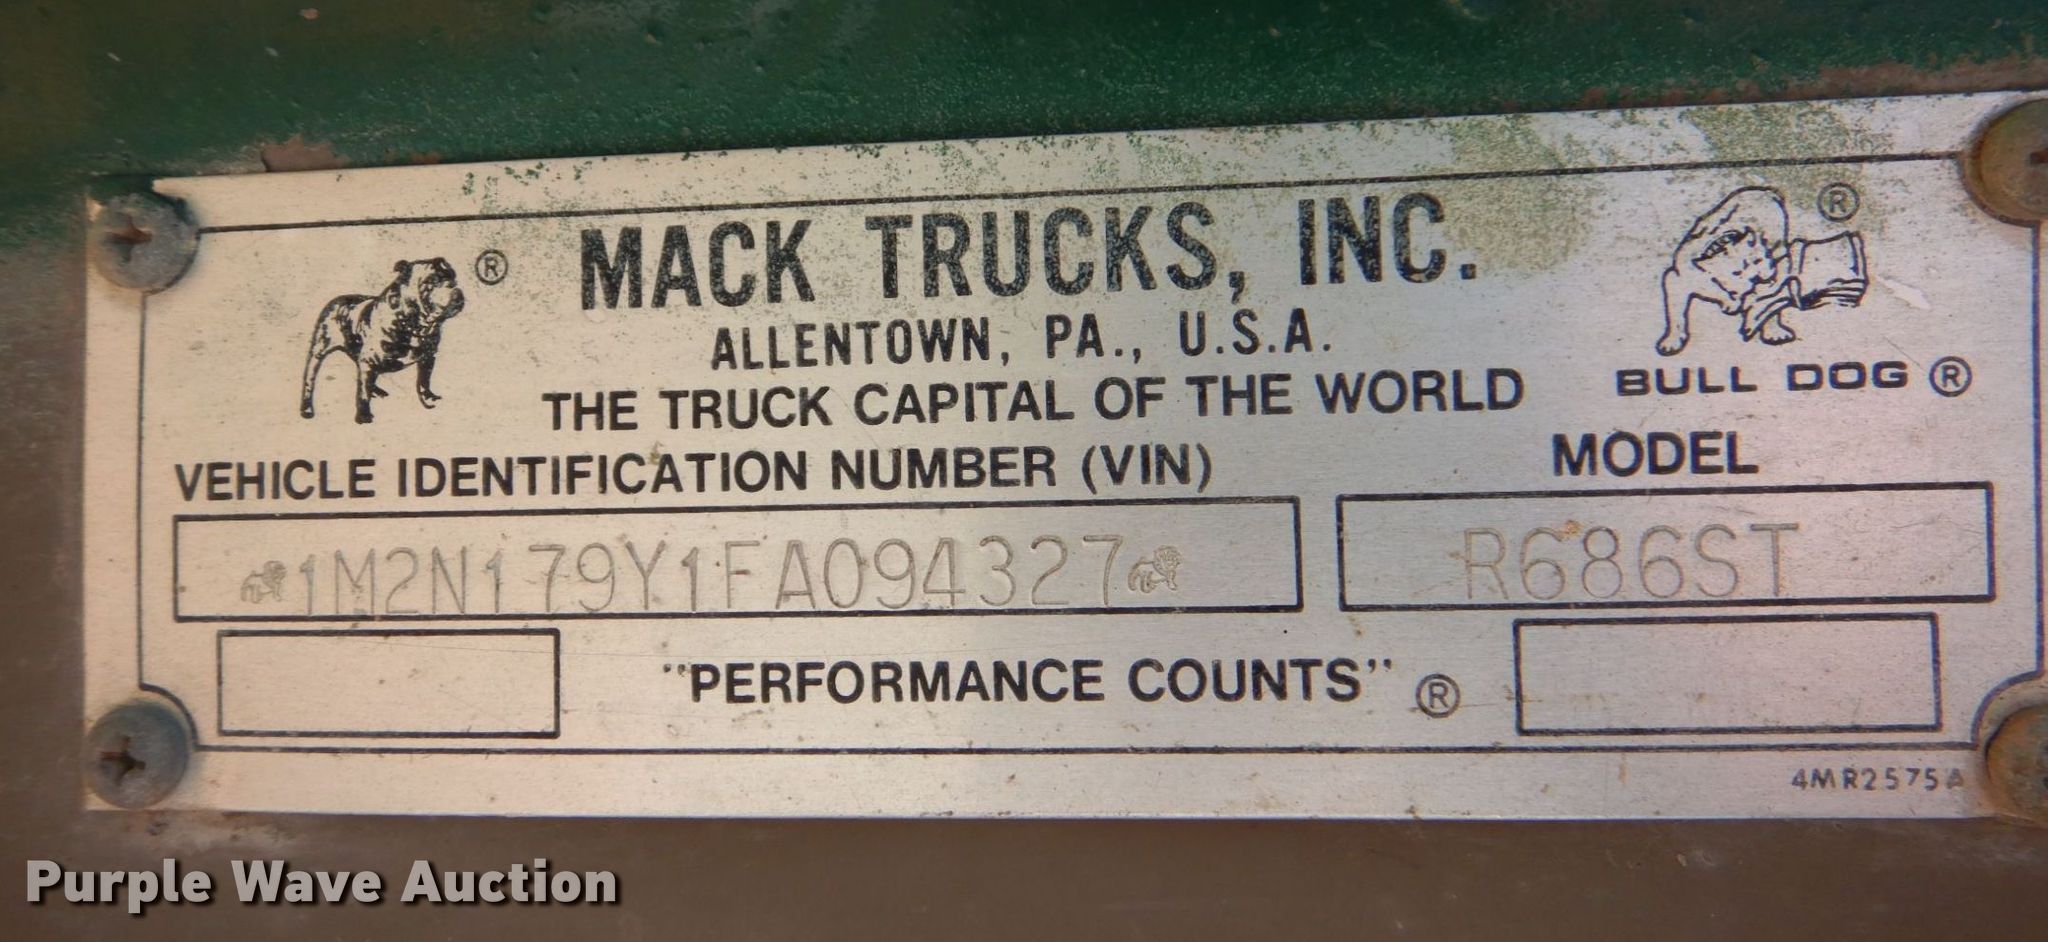 MACK TRUCKS, INC.
ALLENTOWN, PA., U.S.A.
THE TRUCK CAPITAL OF THE WORLD
®
®
BULL DOG ®
VEHICLE IDENTIFICATION NUMBER (VIN)
MODEL
1M2N179Y1FA094327
R686ST
"PERFORMANCE COUNTS" ®
4MR2575A
Purple Wave Auction